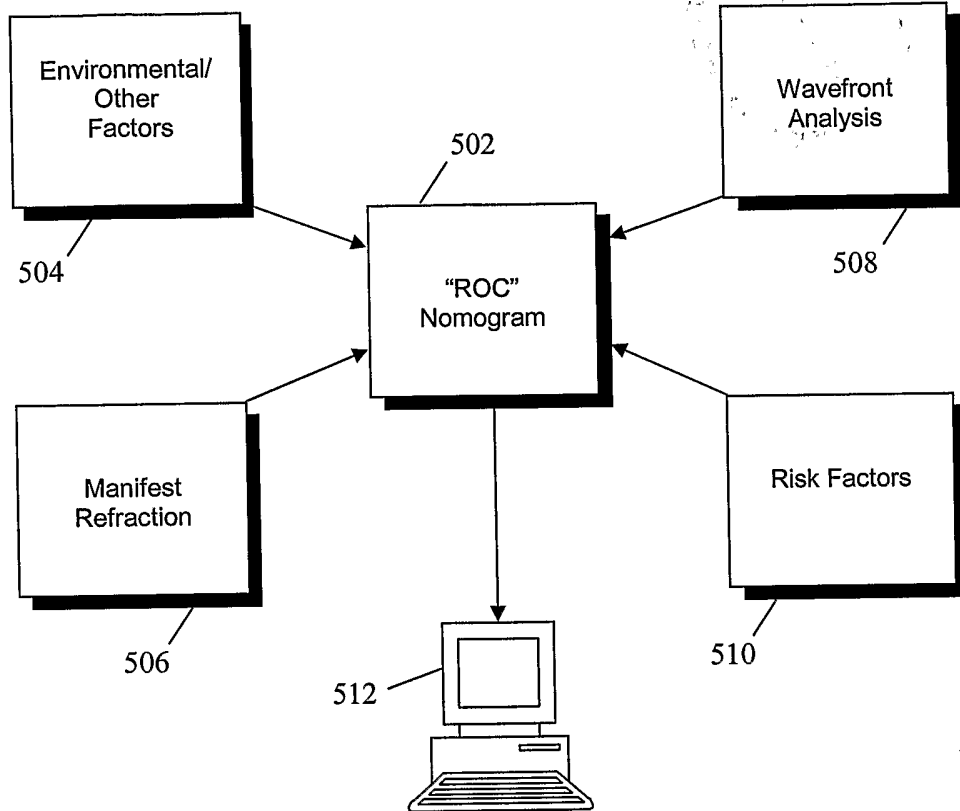 Environmental/
Other
Factors
504
Wavefront
Analysis
508
502
“ROC”
Nomogram
Manifest
Refraction
506
Risk Factors
510
512